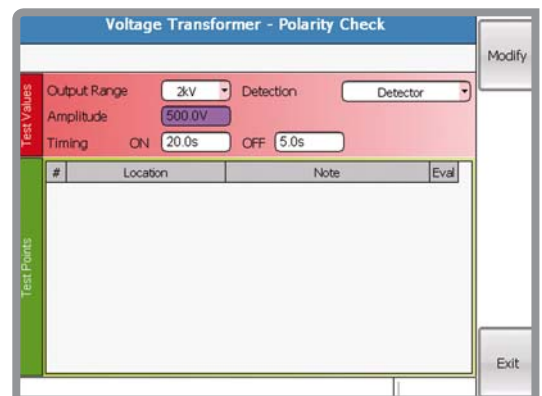 Voltage Transformer - Polarity Check
Modify
Test Values
Output Range 2kV Detection Detector
Amplitude 500.0V
Timing ON 20.0s OFF 5.0s
Test Points
# Location Note Eval
Exit